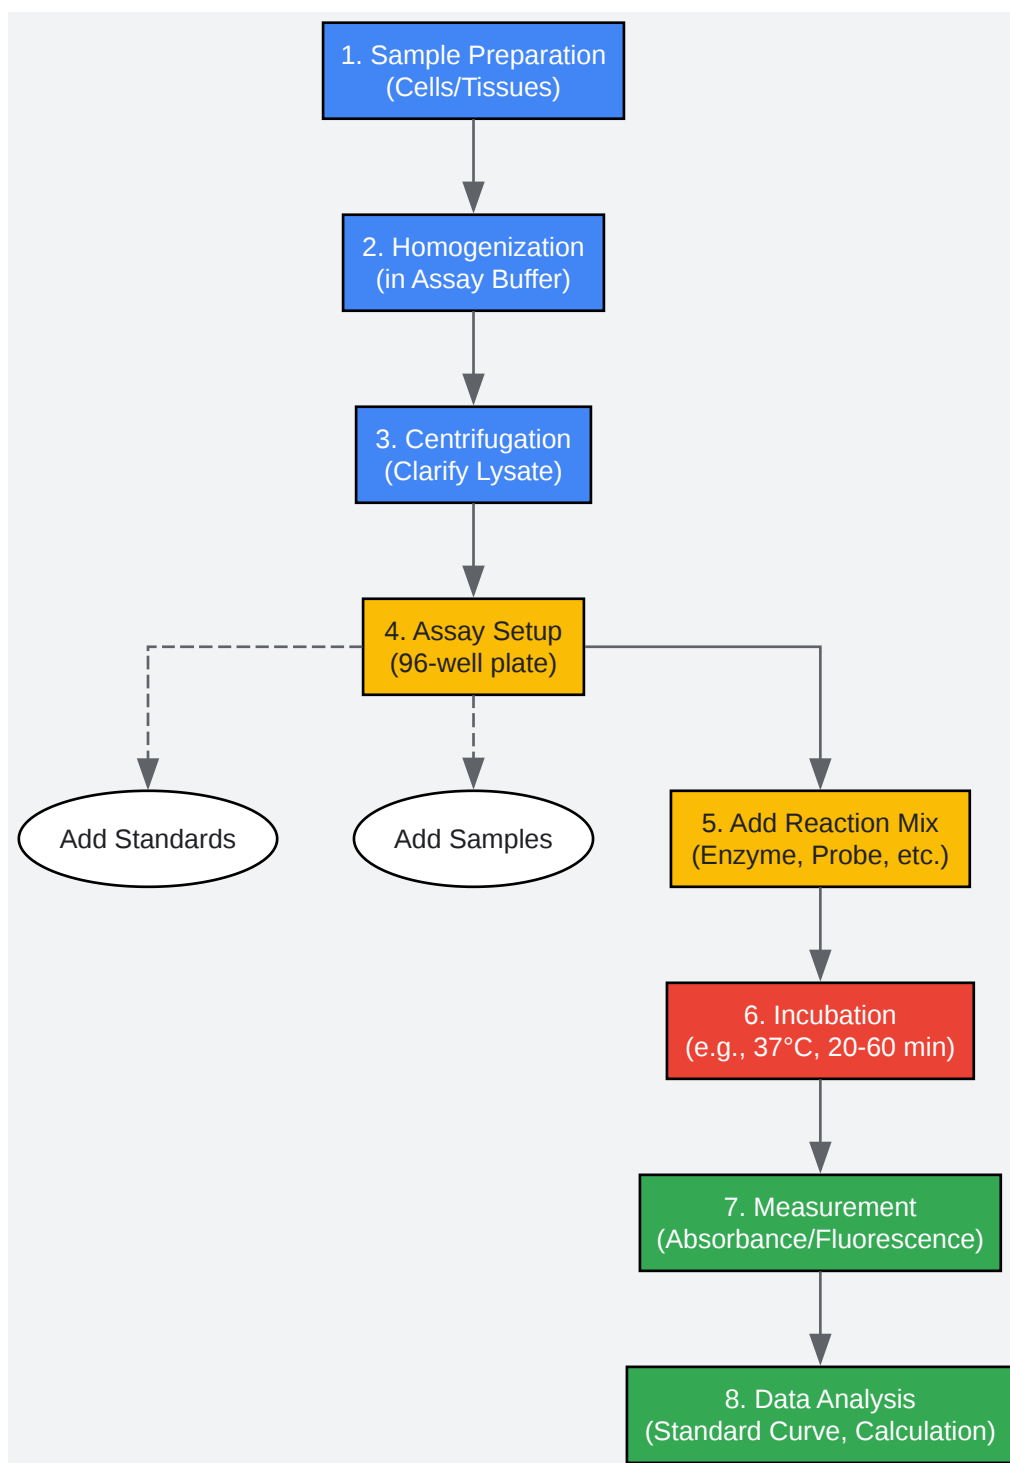 1. Sample Preparation
(Cells/Tissues)
2. Homogenization
(in Assay Buffer)
3. Centrifugation
(Clarify Lysate)
4. Assay Setup
(96-well plate)
Add Standards
Add Samples
5. Add Reaction Mix
(Enzyme, Probe, etc.)
6. Incubation
(e.g., 37°C, 20-60 min)
7. Measurement
(Absorbance/Fluorescence)
8. Data Analysis
(Standard Curve, Calculation)